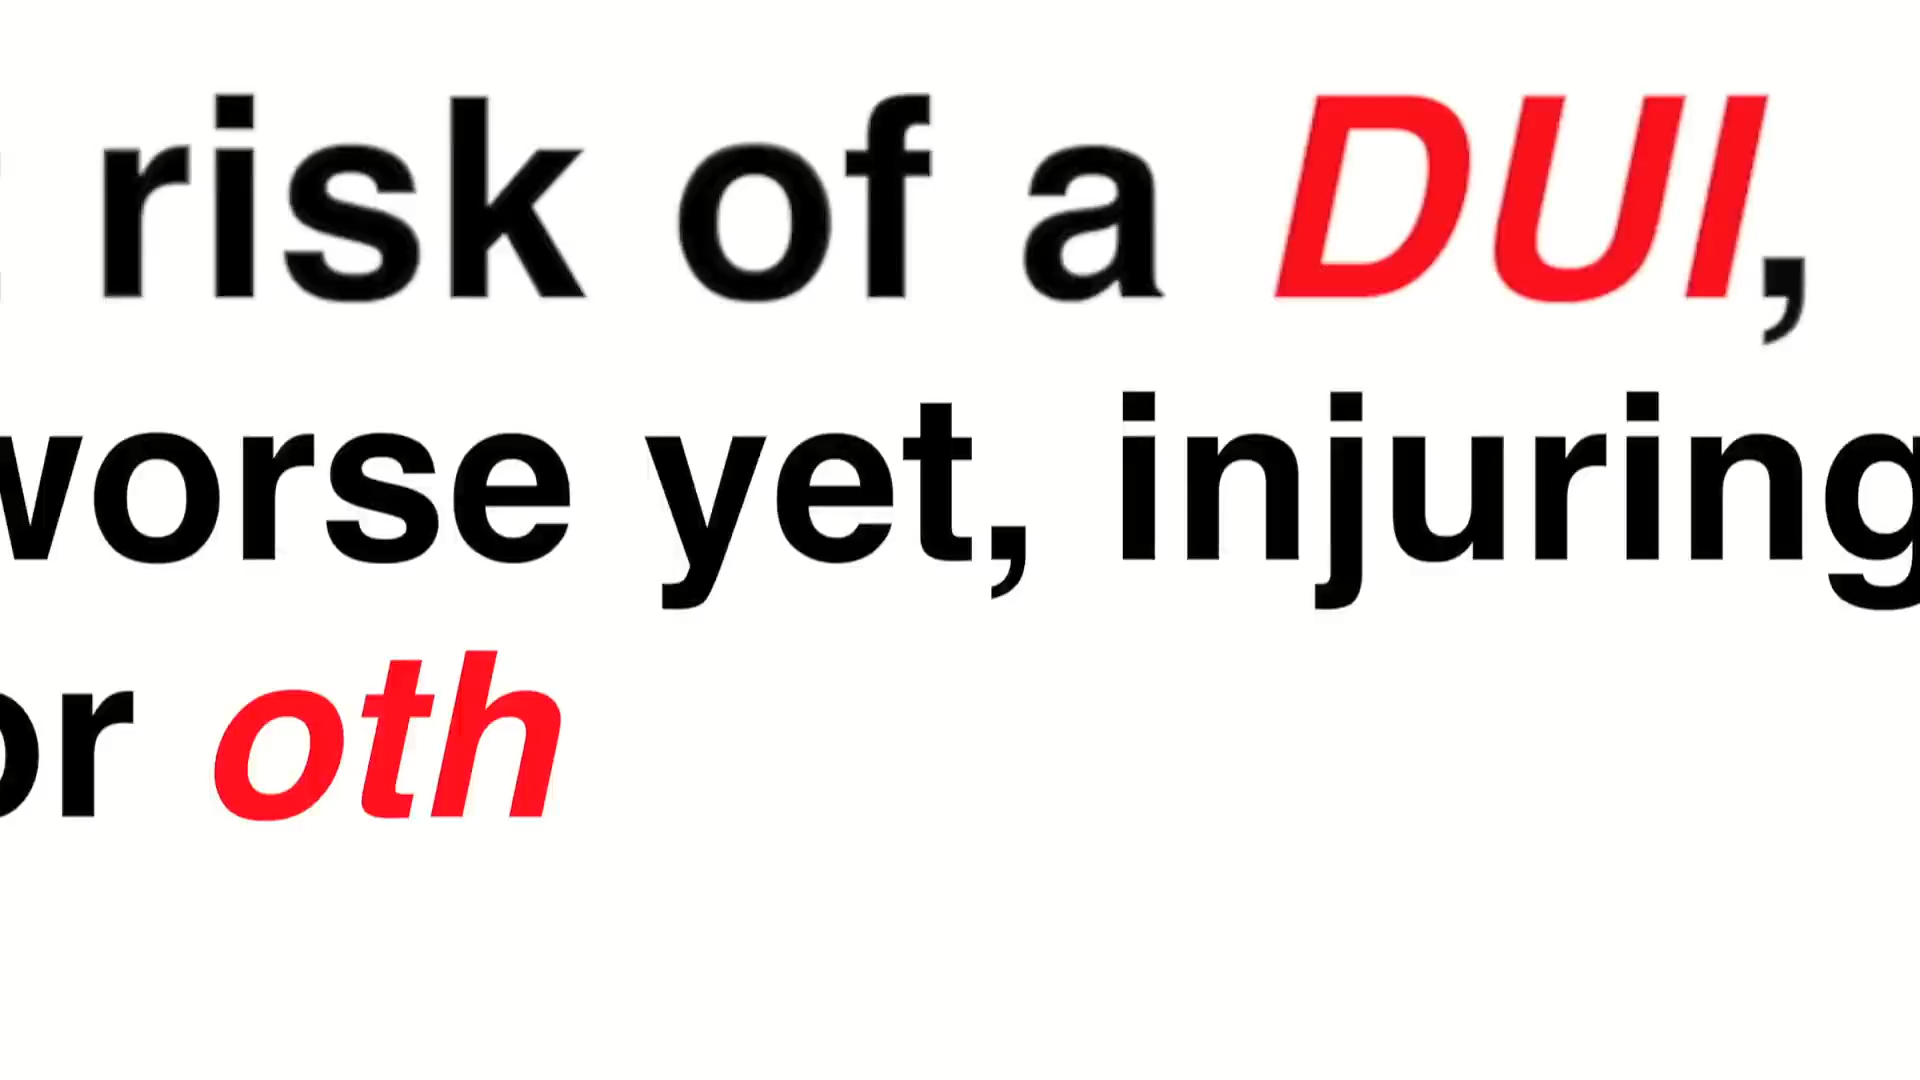 risk of a DUI,
worse yet, injuring
or oth